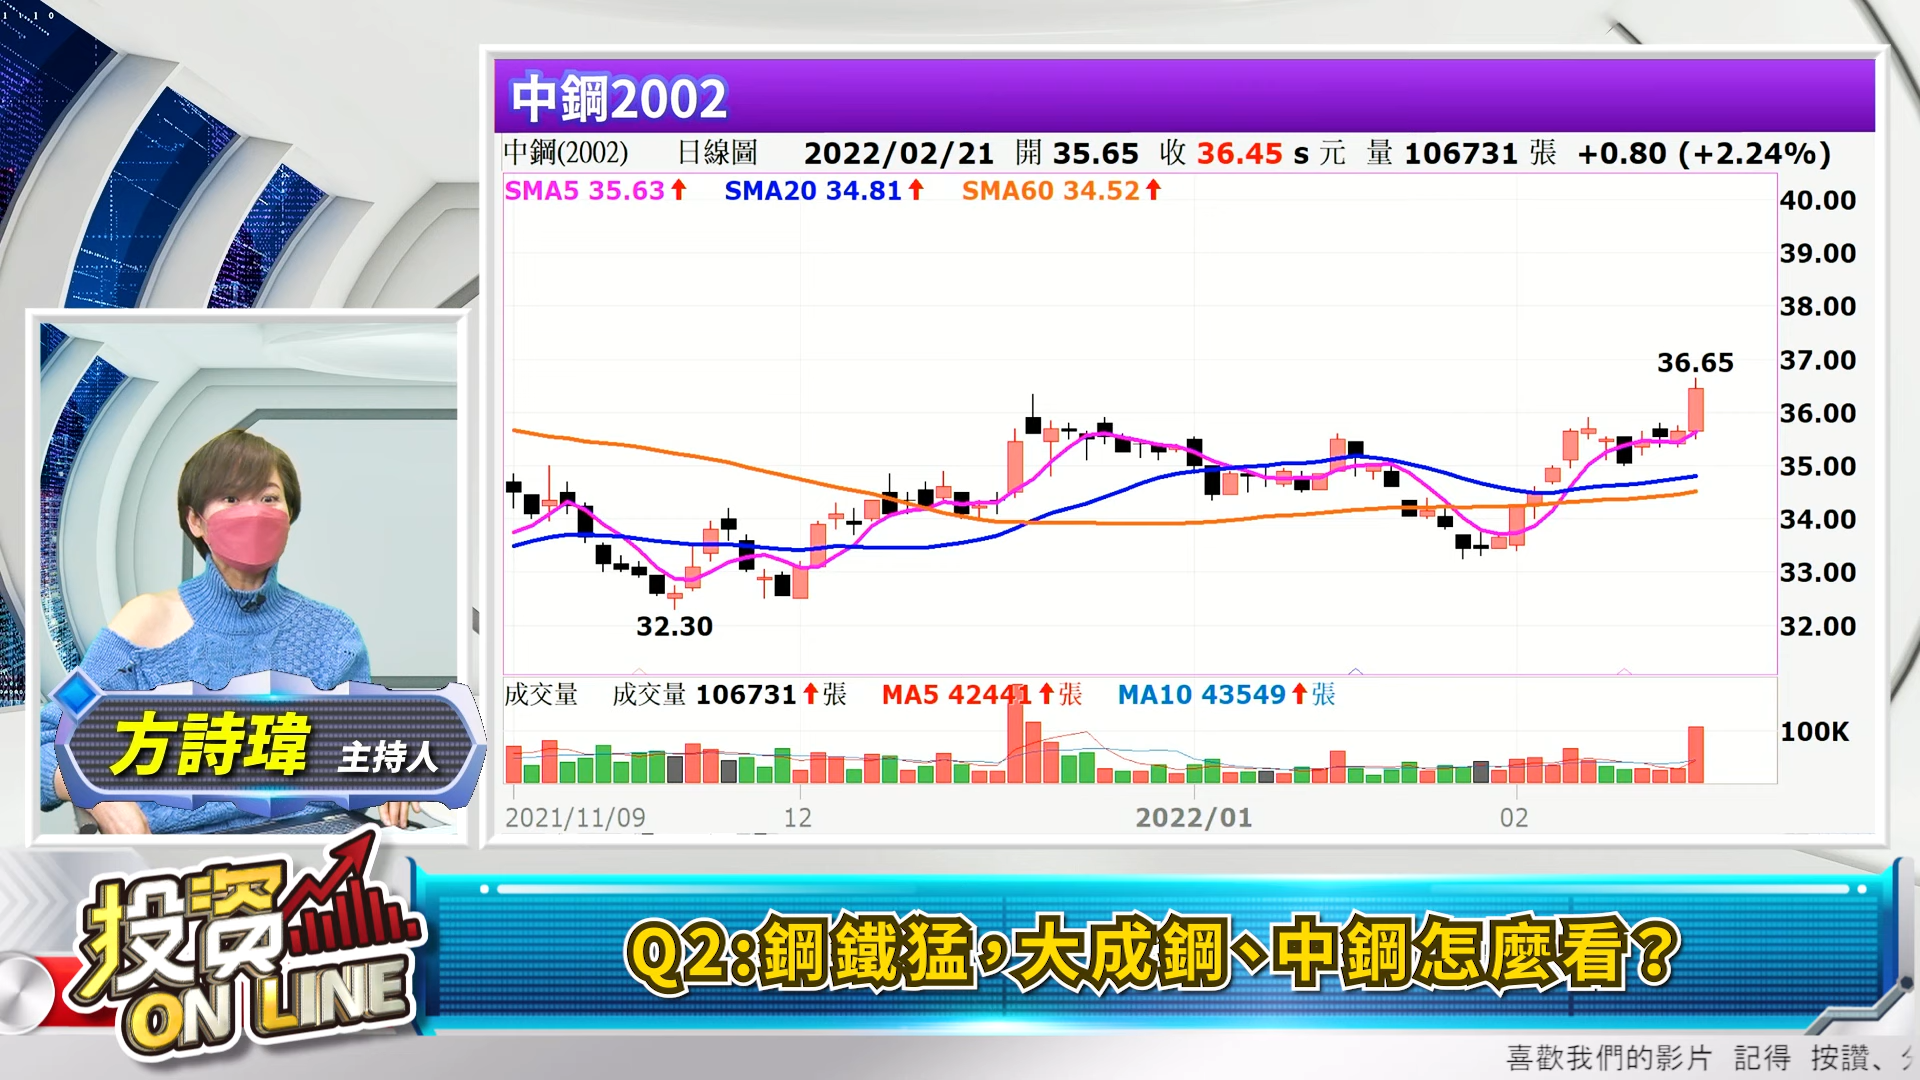 中鋼2002
中鋼(2002) 日線圖 2022/02/21 開 35.65 收 36.45 s 元 量 106731 張 +0.80 (+2.24%)
SMA5 35.63↑ SMA20 34.81↑ SMA60 34.52↑
40.00
39.00
38.00
37.00
36.00
35.00
34.00
33.00
32.00
36.65
32.30
成交量 成交量 106731↑張 MA5 42441↑張 MA10 43549↑張
100K
2021/11/09 12 2022/01 02
方詩瑋 主持人
投資
ON LINE
Q2:鋼鐵猛,大成鋼、中鋼怎麼看?
喜歡我們的影片 記得 按讚、